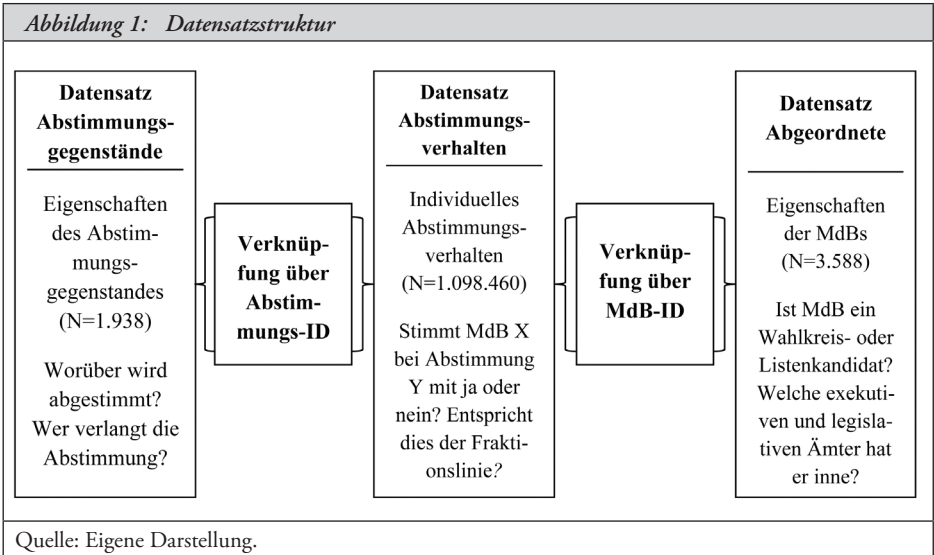 Abbildung 1: Datensatzstruktur
Datensatz
Abstimmungs-
gegenstände
Eigenschaften
des Abstim-
mungs-
gegenstandes
(N=1.938)
Worüber wird
abgestimmt?
Wer verlangt die
Abstimmung?
Verknüp-
fung über
Abstim-
mungs-ID
Datensatz
Abstimmungs-
verhalten
Individuelles
Abstimmungs-
verhalten
(N=1.098.460)
Stimmt MdB X
bei Abstimmung
Y mit ja oder
nein? Entspricht
dies der Frakti-
onslinie?
Verknüp-
fung über
MdB-ID
Datensatz
Abgeordnete
Eigenschaften
der MdBs
(N=3.588)
Ist MdB ein
Wahlkreis- oder
Listenkandidat?
Welche exekuti-
ven und legisla-
tiven Ämter hat
er inne?
Quelle: Eigene Darstellung.